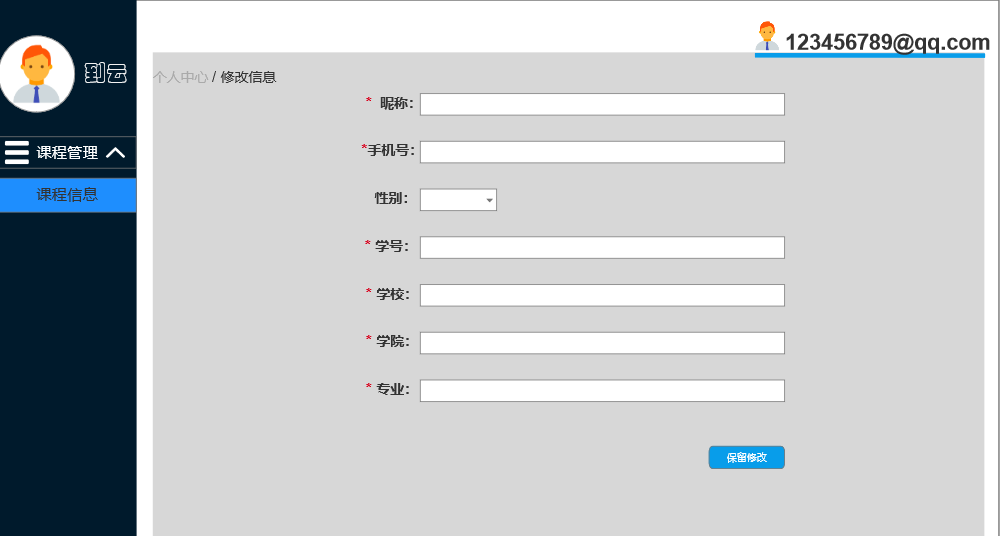 123456789@qq.com
到云
个人中心 / 修改信息
* 昵称:
*手机号:
课程管理
性别:
课程信息
* 学号:
* 学校:
* 学院:
* 专业:
保留修改